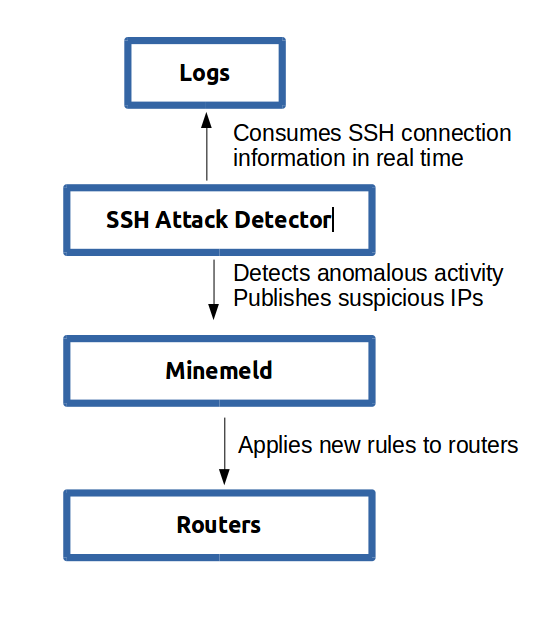 Logs
Consumes SSH connection
information in real time
SSH Attack Detector
Detects anomalous activity
Publishes suspicious IPs
Minemeld
Applies new rules to routers
Routers